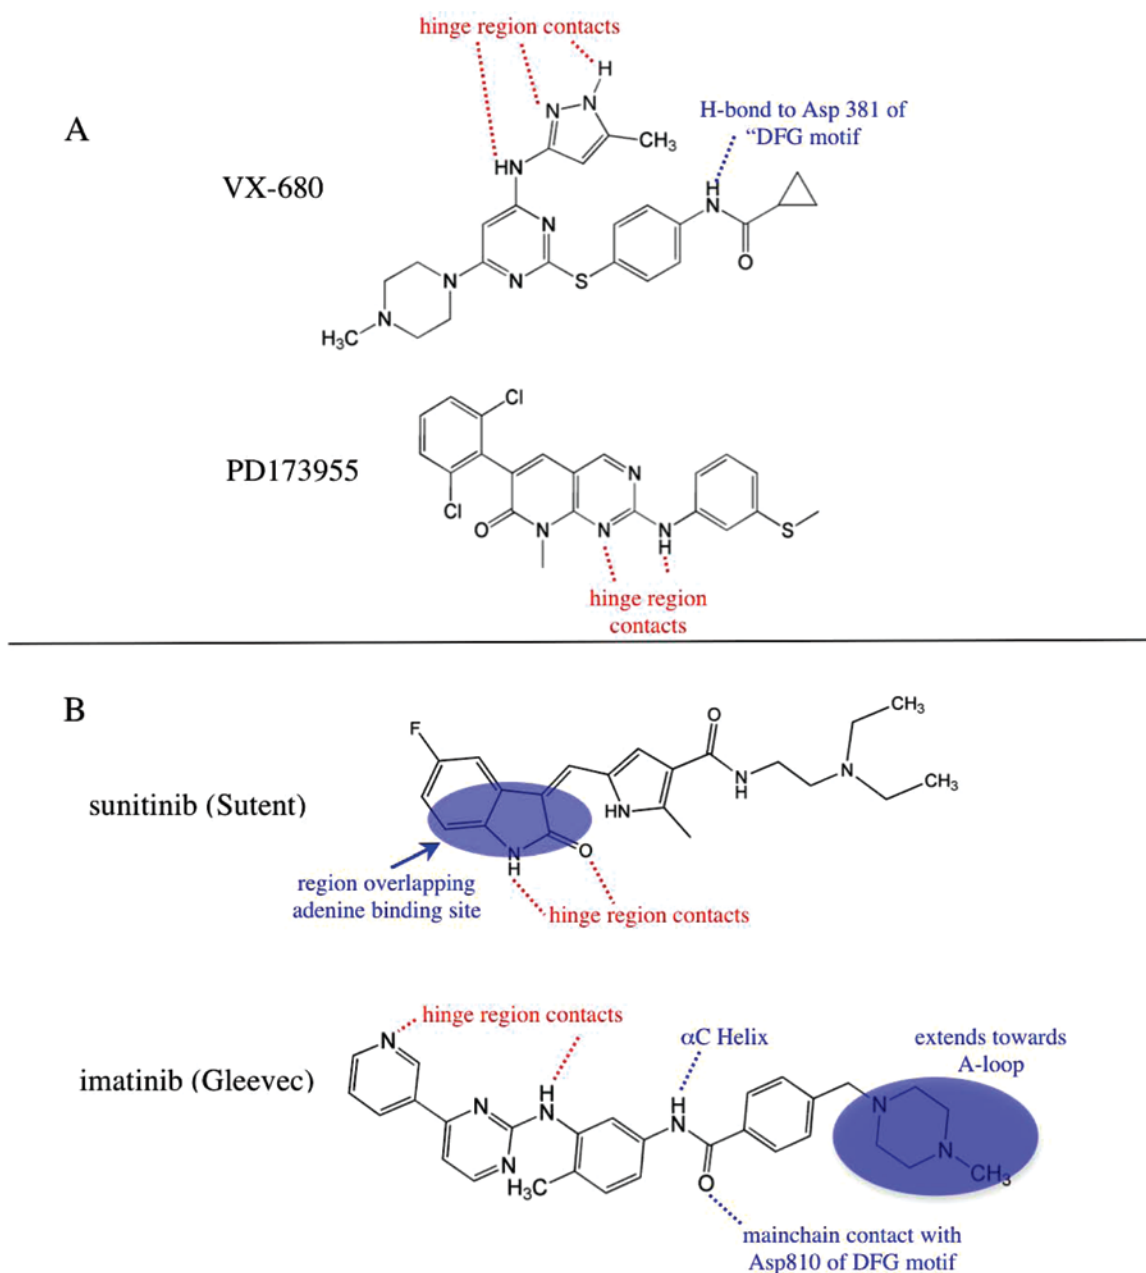 hinge region contacts
A
H
N
N
H-bond to Asp 381 of
“DFG motif
CH₃
HN
VX-680
H
N
N
O
N
N
S
N
H₃C
Cl
PD173955
N
Cl
O
N
N
N
H
S
hinge region
contacts
B
F
O
CH₃
N
H
N
CH₃
sunitinib (Sutent)
HN
O
N
H
region overlapping
adenine binding site
hinge region contacts
hinge region contacts
αC Helix
extends towards
A-loop
N
imatinib (Gleevec)
H
N
N
H
N
N
N
N
CH₃
H₃C
O
mainchain contact with
Asp810 of DFG motif